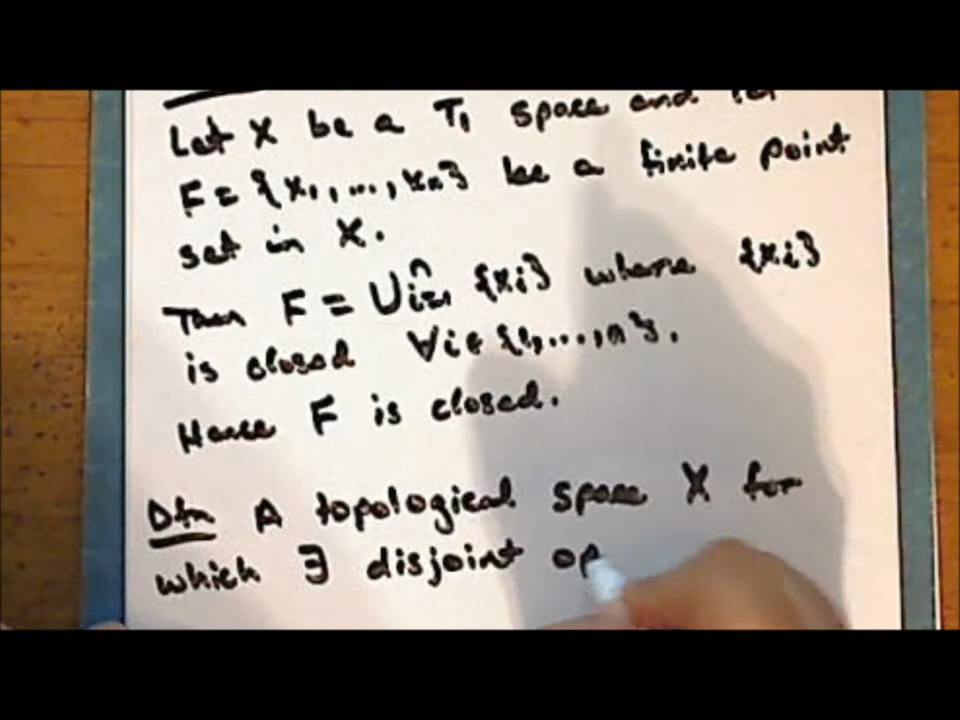 Let X be a T₁ space and let
F = {x₁, ..., xₙ} be a finite point
set in X.
Then F = ∪ᵢ₌₁ⁿ {xᵢ} where {xᵢ}
is closed ∀i∈{1,...,n}.
Hence F is closed.
Dfn A topological space X for
which ∃ disjoint op